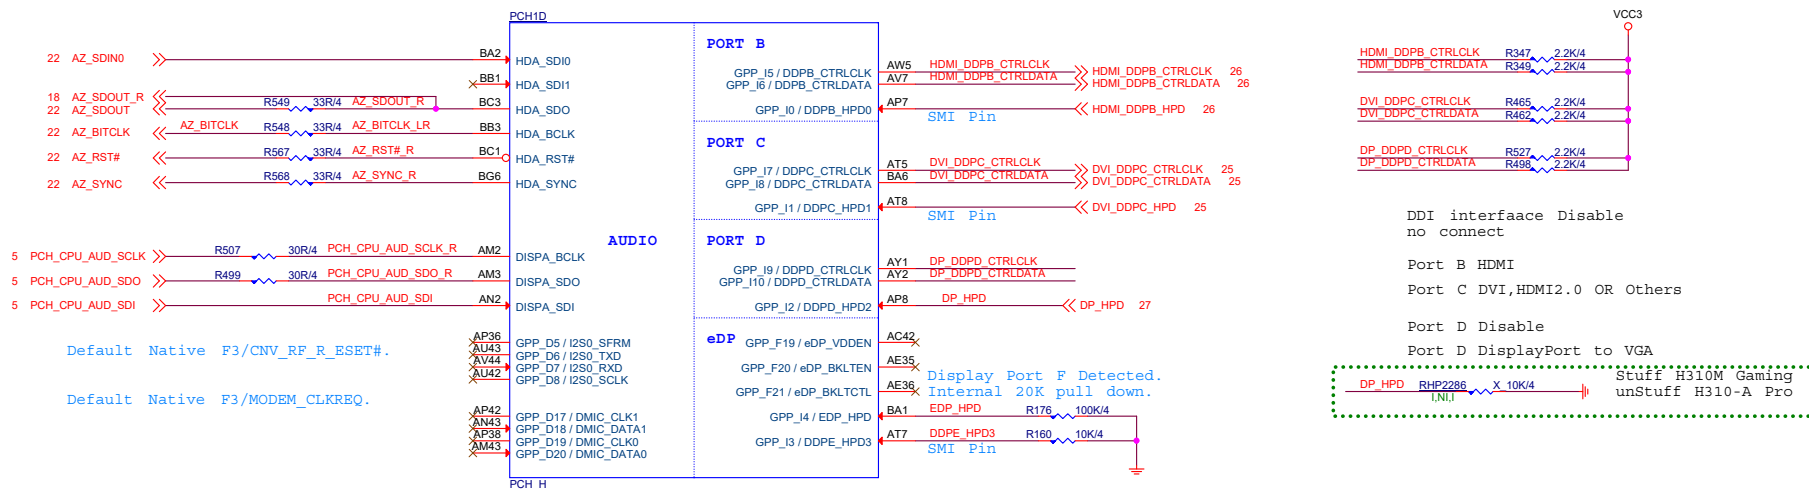 PCH1D
22 AZ_SDIN0 BA2 HDA_SDI0
BB1 HDA_SDI1
18 AZ_SDOUT_R
22 AZ_SDOUT R549 33R/4 AZ_SDOUT_R BC3 HDA_SDO
22 AZ_BITCLK AZ_BITCLK R548 33R/4 AZ_BITCLK_LR BB3 HDA_BCLK
22 AZ_RST# R567 33R/4 AZ_RST#_R BC1 HDA_RST#
22 AZ_SYNC R568 33R/4 AZ_SYNC_R BG6 HDA_SYNC
AUDIO
5 PCH_CPU_AUD_SCLK R507 30R/4 PCH_CPU_AUD_SCLK_R AM2 DISPA_BCLK
5 PCH_CPU_AUD_SDO R499 30R/4 PCH_CPU_AUD_SDO_R AM3 DISPA_SDO
5 PCH_CPU_AUD_SDI PCH_CPU_AUD_SDI AN2 DISPA_SDI
AP36 GPP_D5 / I2S0_SFRM
Default Native F3/CNV_RF_R_ESET#.
AU43 GPP_D6 / I2S0_TXD
AV44 GPP_D7 / I2S0_RXD
AU42 GPP_D8 / I2S0_SCLK
Default Native F3/MODEM_CLKREQ.
AP42 GPP_D17 / DMIC_CLK1
AN43 GPP_D18 / DMIC_DATA1
AP38 GPP_D19 / DMIC_CLK0
AM43 GPP_D20 / DMIC_DATA0
PCH_H
PORT B
GPP_I5 / DDPB_CTRLCLK AW5 HDMI_DDPB_CTRLCLK HDMI_DDPB_CTRLCLK 26
GPP_I6 / DDPB_CTRLDATA AV7 HDMI_DDPB_CTRLDATA HDMI_DDPB_CTRLDATA 26
GPP_I0 / DDPB_HPD0 AP7 HDMI_DDPB_HPD 26
SMI Pin
PORT C
GPP_I7 / DDPC_CTRLCLK AT5 DVI_DDPC_CTRLCLK DVI_DDPC_CTRLCLK 25
GPP_I8 / DDPC_CTRLDATA BA6 DVI_DDPC_CTRLDATA DVI_DDPC_CTRLDATA 25
GPP_I1 / DDPC_HPD1 AT8 DVI_DDPC_HPD 25
SMI Pin
PORT D
GPP_I9 / DDPD_CTRLCLK AY1 DP_DDPD_CTRLCLK
GPP_I10 / DDPD_CTRLDATA AY2 DP_DDPD_CTRLDATA
GPP_I2 / DDPD_HPD2 AP8 DP_HPD DP_HPD 27
eDP
GPP_F19 / eDP_VDDEN AC42
GPP_F20 / eDP_BKLTEN AE35
Display Port F Detected.
GPP_F21 / eDP_BKLTCTL AE36
Internal 20K pull down.
GPP_I4 / EDP_HPD BA1 EDP_HPD R176 100K/4
GPP_I3 / DDPE_HPD3 AT7 DDPE_HPD3 R160 10K/4
SMI Pin
VCC3
HDMI_DDPB_CTRLCLK R347 2.2K/4
HDMI_DDPB_CTRLDATA R349 2.2K/4
DVI_DDPC_CTRLCLK R465 2.2K/4
DVI_DDPC_CTRLDATA R462 2.2K/4
DP_DDPD_CTRLCLK R527 2.2K/4
DP_DDPD_CTRLDATA R498 2.2K/4
DDI interfaace Disable
no connect
Port B HDMI
Port C DVI,HDMI2.0 OR Others
Port D Disable
Port D DisplayPort to VGA
Stuff H310M Gaming
DP_HPD RHP2286 X_10K/4
unStuff H310-A Pro
I,NI,I